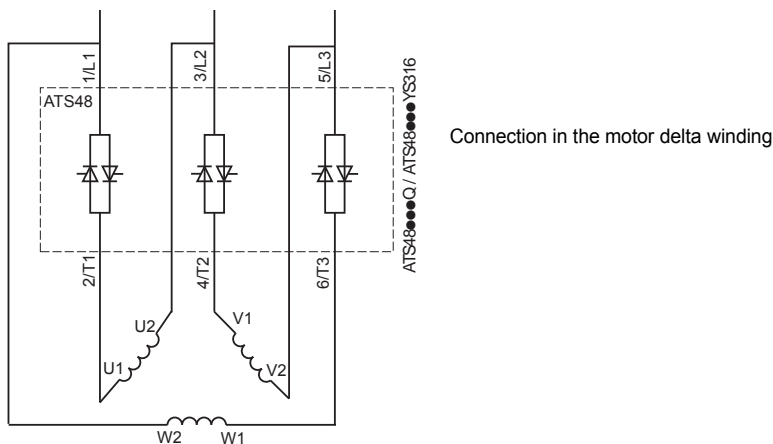 1/L1
3/L2
5/L3
ATS48
ATS48●●●Q / ATS48●●●YS316
Connection in the motor delta winding
2/T1
4/T2
6/T3
U2
V1
U1
V2
W2
W1